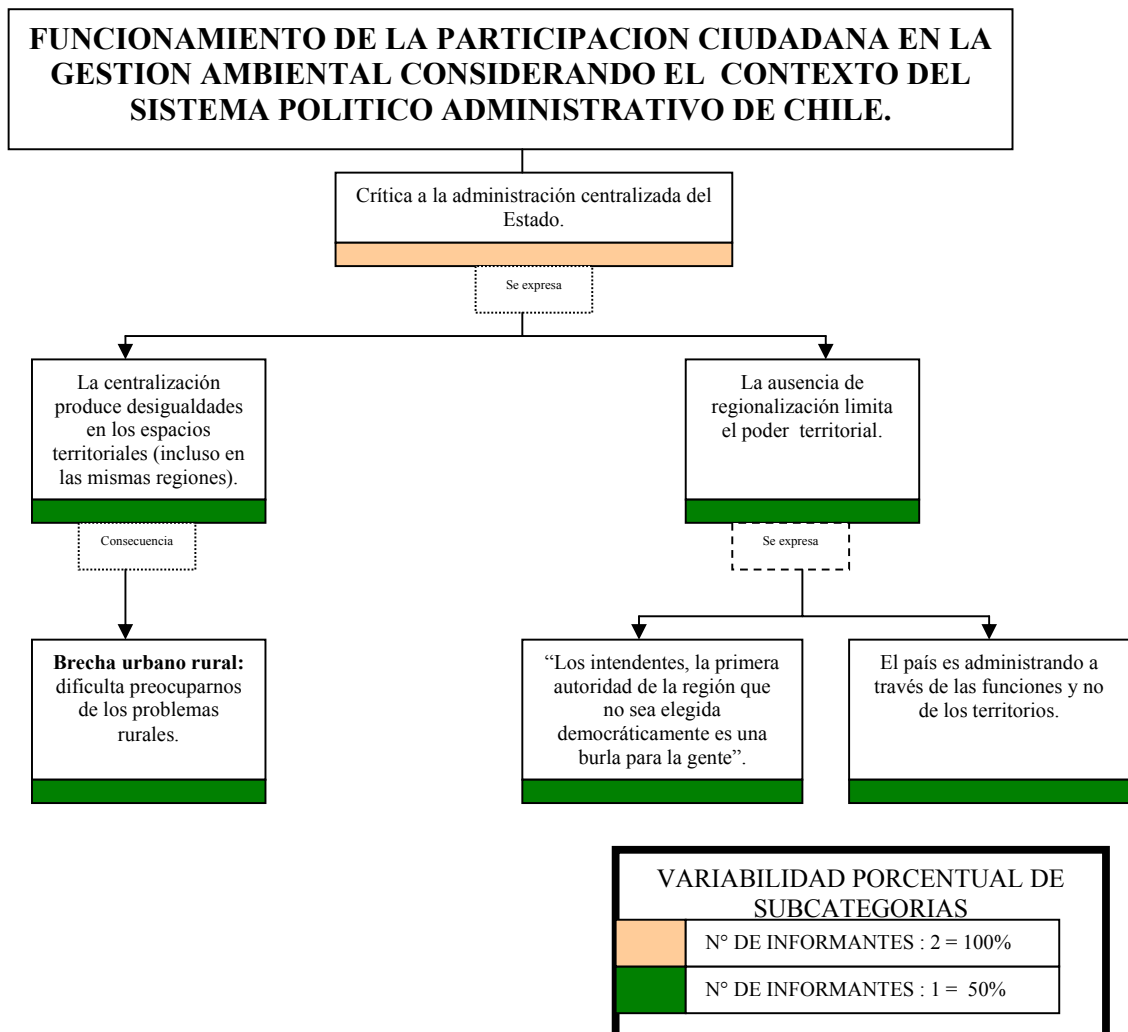 FUNCIONAMIENTO DE LA PARTICIPACION CIUDADANA EN LA
GESTION AMBIENTAL CONSIDERANDO EL CONTEXTO DEL
SISTEMA POLITICO ADMINISTRATIVO DE CHILE.
Crítica a la administración centralizada del
Estado.
Se expresa
La centralización
produce desigualdades
en los espacios
territoriales (incluso en
las mismas regiones).
La ausencia de
regionalización limita
el poder territorial.
Consecuencia
Se expresa
Brecha urbano rural:
dificulta preocuparnos
de los problemas
rurales.
“Los intendentes, la primera
autoridad de la región que
no sea elegida
democráticamente es una
burla para la gente”.
El país es administrando a
través de las funciones y no
de los territorios.
VARIABILIDAD PORCENTUAL DE
SUBCATEGORIAS
N° DE INFORMANTES : 2 = 100%
N° DE INFORMANTES : 1 = 50%